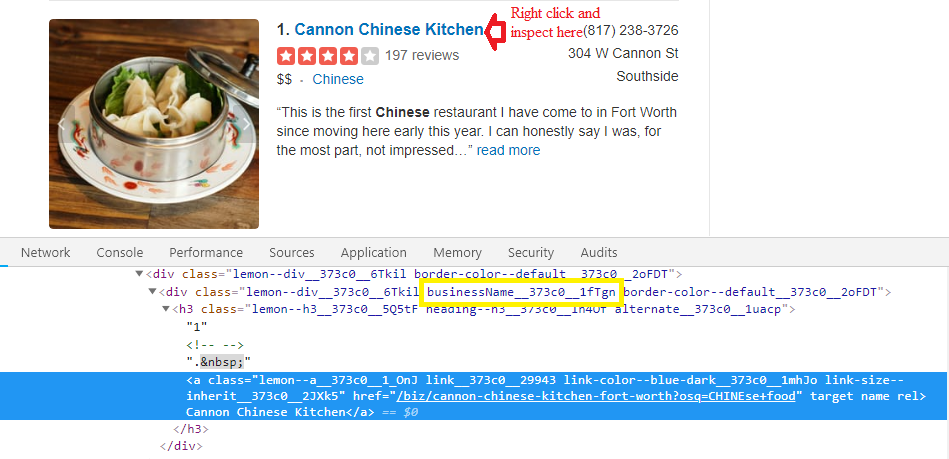 1. Cannon Chinese Kitchen
Right click and
inspect here
(817) 238-3726
197 reviews
304 W Cannon St
$$ · Chinese
Southside
“This is the first Chinese restaurant I have come to in Fort Worth
since moving here early this year. I can honestly say I was, for
the most part, not impressed…” read more
Network Console Performance Sources Application Memory Security Audits
<div class="lemon--div__373c0__6Tkil border-color--default__373c0__2oFDT">
<div class="lemon--div__373c0__6Tkil businessName__373c0__1fTgn border-color--default__373c0__2oFDT">
<h3 class="lemon--h3__373c0__5Q5tF heading--h3__373c0__1n4Of alternate__373c0__1uacp">
"1"
<!-- -->
".&nbsp;"
<a class="lemon--a__373c0__1_OnJ link__373c0__29943 link-color--blue-dark__373c0__1mhJo link-size--
inherit__373c0__2JXk5" href="/biz/cannon-chinese-kitchen-fort-worth?osq=CHINEse+food" target name rel>
Cannon Chinese Kitchen</a> == $0
</h3>
</div>